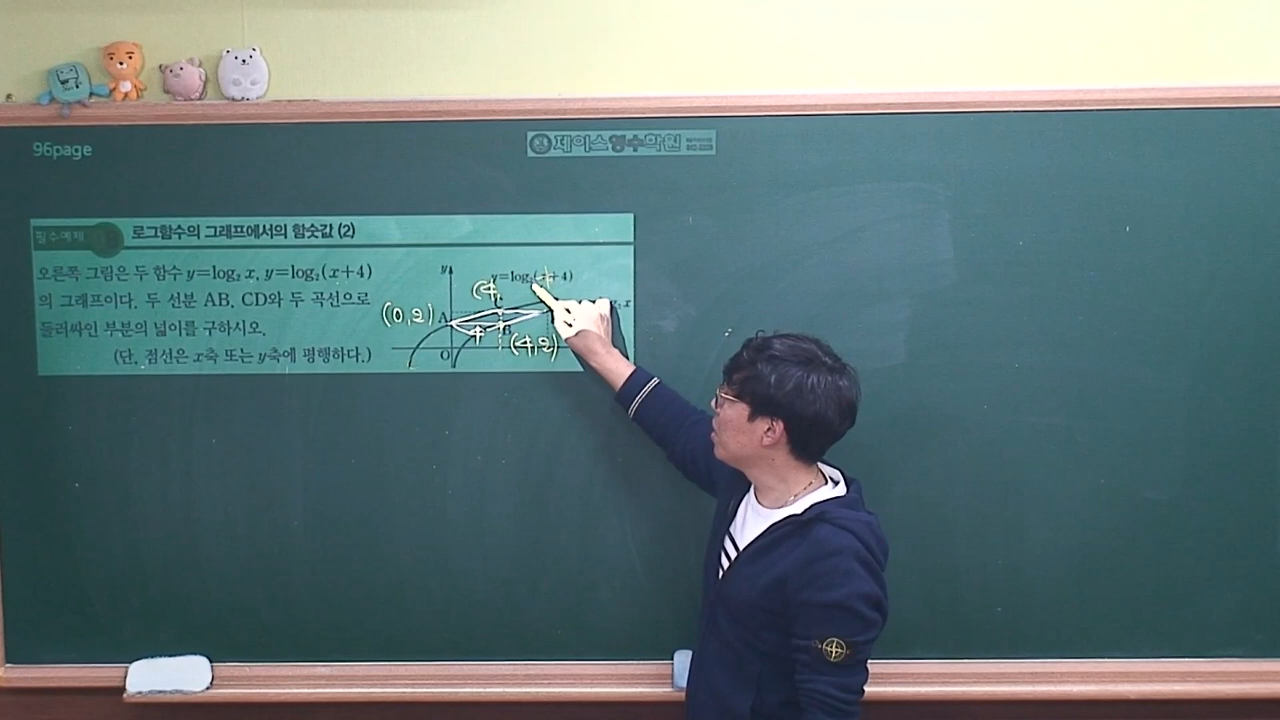 제이스영수학원
96page
필수예제
로그함수의 그래프에서의 함숫값 (2)
오른쪽 그림은 두 함수 y=log₂ x, y=log₂(x+4)
의 그래프이다. 두 선분 AB, CD와 두 곡선으로
둘러싸인 부분의 넓이를 구하시오.
(단, 점선은 x축 또는 y축에 평행하다.)
y
y=log₂(x+4)
(4,
C
x
(0,2)
A
4
B
(4,2)
O